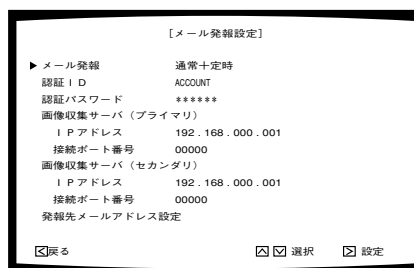 [メール発報設定]
▶ メール発報 通常＋定時
認証ＩＤ ACCOUNT
認証パスワード ******
画像収集サーバ（プライマリ）
ＩＰアドレス 192.168.000.001
接続ポート番号 00000
画像収集サーバ（セカンダリ）
ＩＰアドレス 192.168.000.001
接続ポート番号 00000
発報先メールアドレス設定
<戻る ∧ ∨ 選択 > 設定